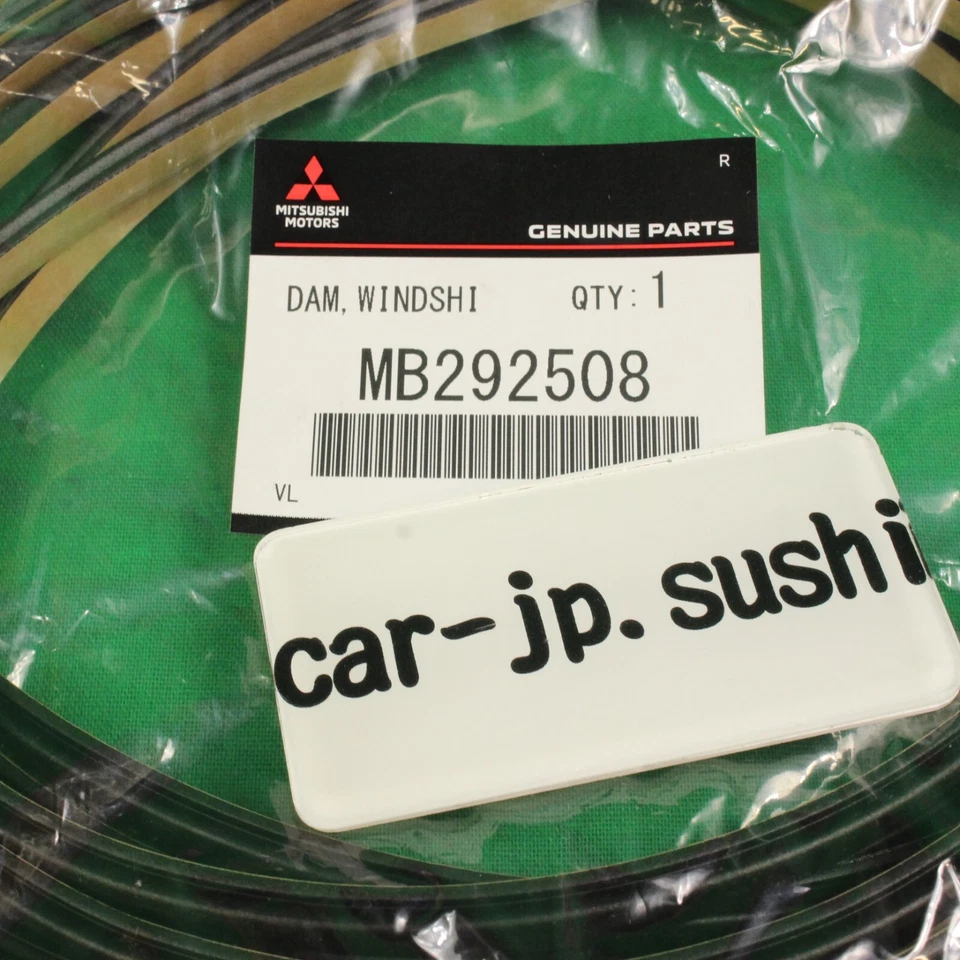 R
MITSUBISHI
MOTORS
GENUINE PARTS
DAM, WINDSHI QTY: 1
MB292508
VL
car-jp.sushi